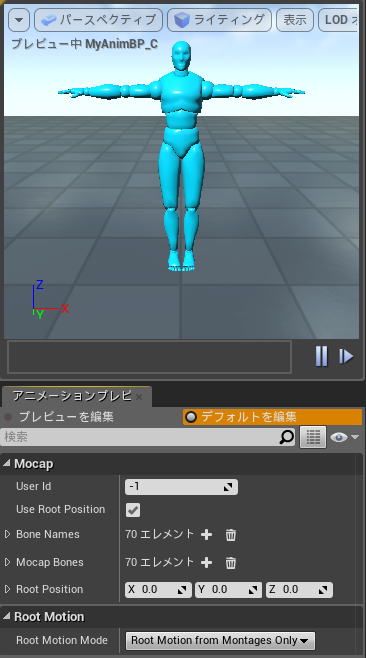 パースペクティブ ライティング 表示 LOD オ
プレビュー中 MyAnimBP_C
Z
X
Y
アニメーションプレビ
プレビューを編集 デフォルトを編集
検索
Mocap
User Id -1
Use Root Position
Bone Names 70 エレメント
Mocap Bones 70 エレメント
Root Position X 0.0 Y 0.0 Z 0.0
Root Motion
Root Motion Mode Root Motion from Montages Only